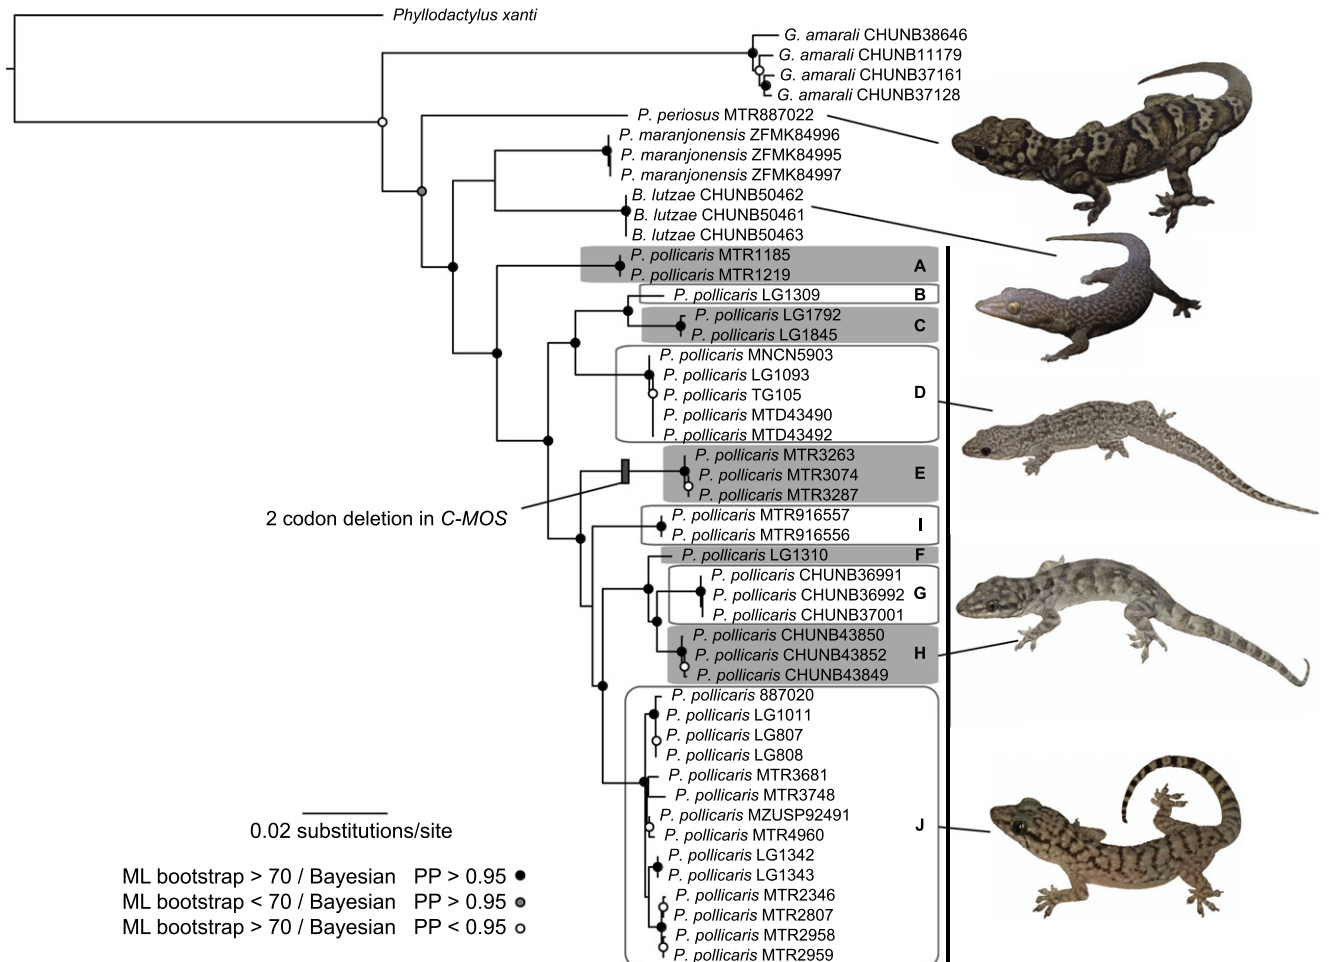 Phyllodactylus xanti
G. amarali CHUNB38646
G. amarali CHUNB11179
G. amarali CHUNB37161
G. amarali CHUNB37128
P. periosus MTR887022
P. maranjonensis ZFMK84996
P. maranjonensis ZFMK84995
P. maranjonensis ZFMK84997
B. lutzae CHUNB50462
B. lutzae CHUNB50461
B. lutzae CHUNB50463
P. pollicaris MTR1185
A
P. pollicaris MTR1219
P. pollicaris LG1309 B
P. pollicaris LG1792
C
P. pollicaris LG1845
P. pollicaris MNCN5903
P. pollicaris LG1093
P. pollicaris TG105 D
P. pollicaris MTD43490
P. pollicaris MTD43492
P. pollicaris MTR3263
P. pollicaris MTR3074 E
P. pollicaris MTR3287
2 codon deletion in C-MOS
P. pollicaris MTR916557
I
P. pollicaris MTR916556
P. pollicaris LG1310 F
P. pollicaris CHUNB36991
P. pollicaris CHUNB36992 G
P. pollicaris CHUNB37001
P. pollicaris CHUNB43850
P. pollicaris CHUNB43852 H
P. pollicaris CHUNB43849
P. pollicaris 887020
P. pollicaris LG1011
P. pollicaris LG807
P. pollicaris LG808
P. pollicaris MTR3681
P. pollicaris MTR3748
P. pollicaris MZUSP92491
J
P. pollicaris MTR4960
P. pollicaris LG1342
P. pollicaris LG1343
P. pollicaris MTR2346
P. pollicaris MTR2807
P. pollicaris MTR2958
P. pollicaris MTR2959
0.02 substitutions/site
ML bootstrap > 70 / Bayesian PP > 0.95
ML bootstrap < 70 / Bayesian PP > 0.95
ML bootstrap > 70 / Bayesian PP < 0.95